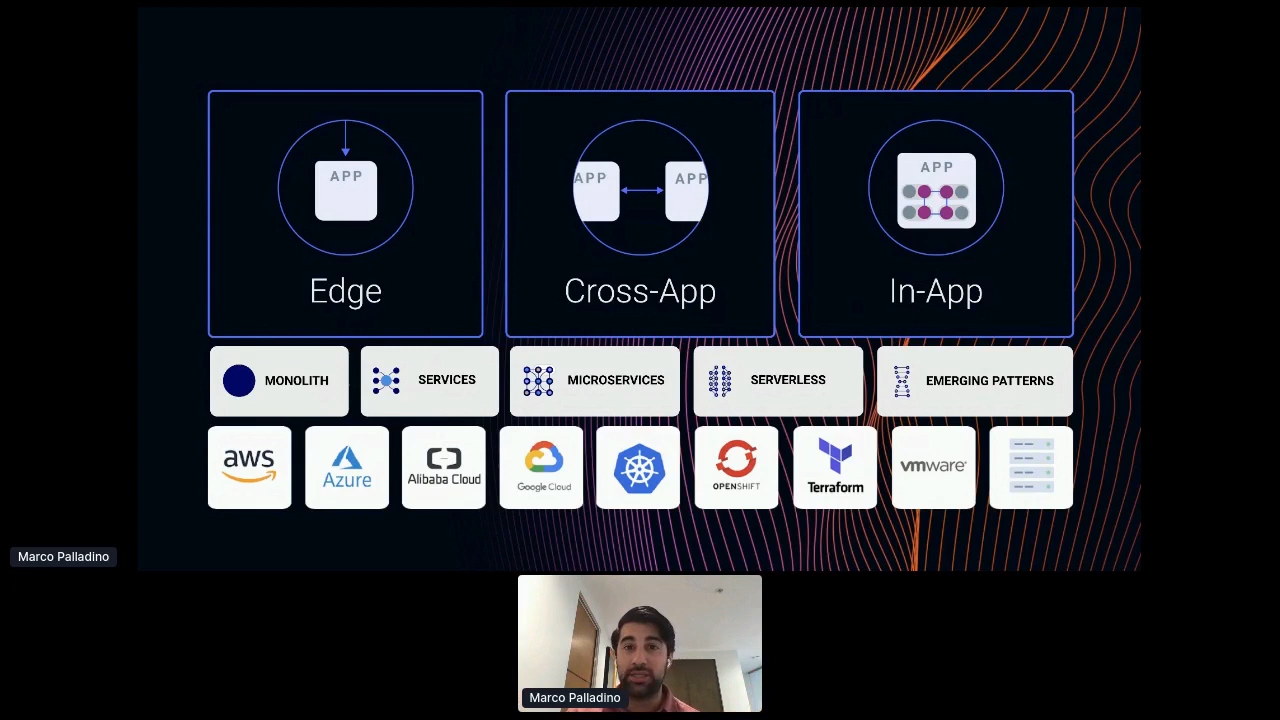 APP
APP
APP
APP
Edge
Cross-App
In-App
MONOLITH
SERVICES
MICROSERVICES
SERVERLESS
EMERGING PATTERNS
aws
Azure
Alibaba Cloud
Google Cloud
OPENSHIFT
Terraform
vmware
Marco Palladino
Marco Palladino